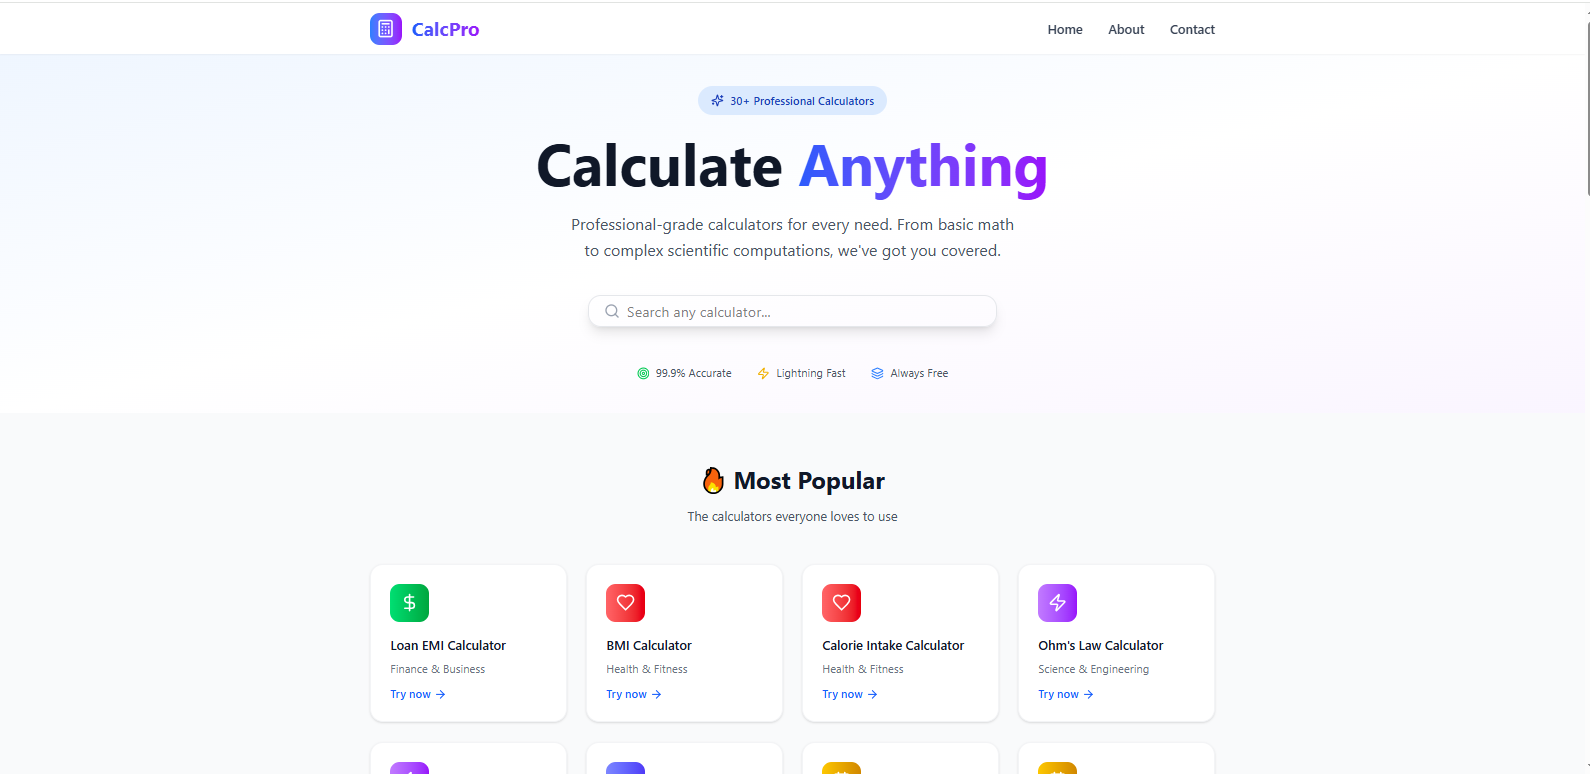 CalcPro
Home
About
Contact
30+ Professional Calculators
Calculate Anything
Professional-grade calculators for every need. From basic math
to complex scientific computations, we've got you covered.
Search any calculator...
99.9% Accurate
Lightning Fast
Always Free
Most Popular
The calculators everyone loves to use
Loan EMI Calculator
Finance & Business
Try now
BMI Calculator
Health & Fitness
Try now
Calorie Intake Calculator
Health & Fitness
Try now
Ohm's Law Calculator
Science & Engineering
Try now